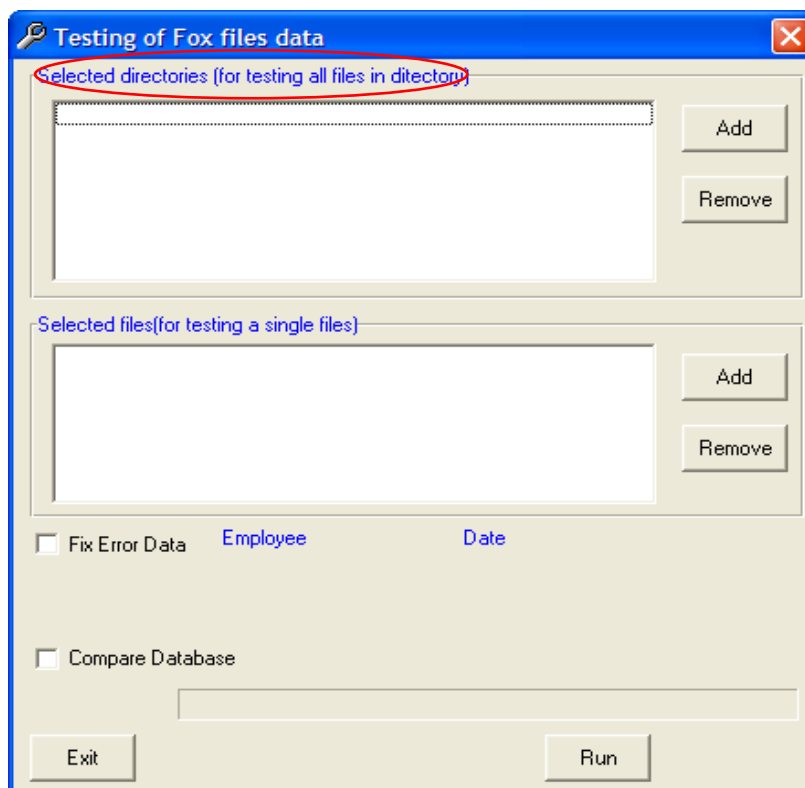 Testing of Fox files data
Selected directories (for testing all files in ditectory)
Add
Remove
Selected files(for testing a single files)
Add
Remove
Fix Error Data
Employee
Date
Compare Database
Exit
Run